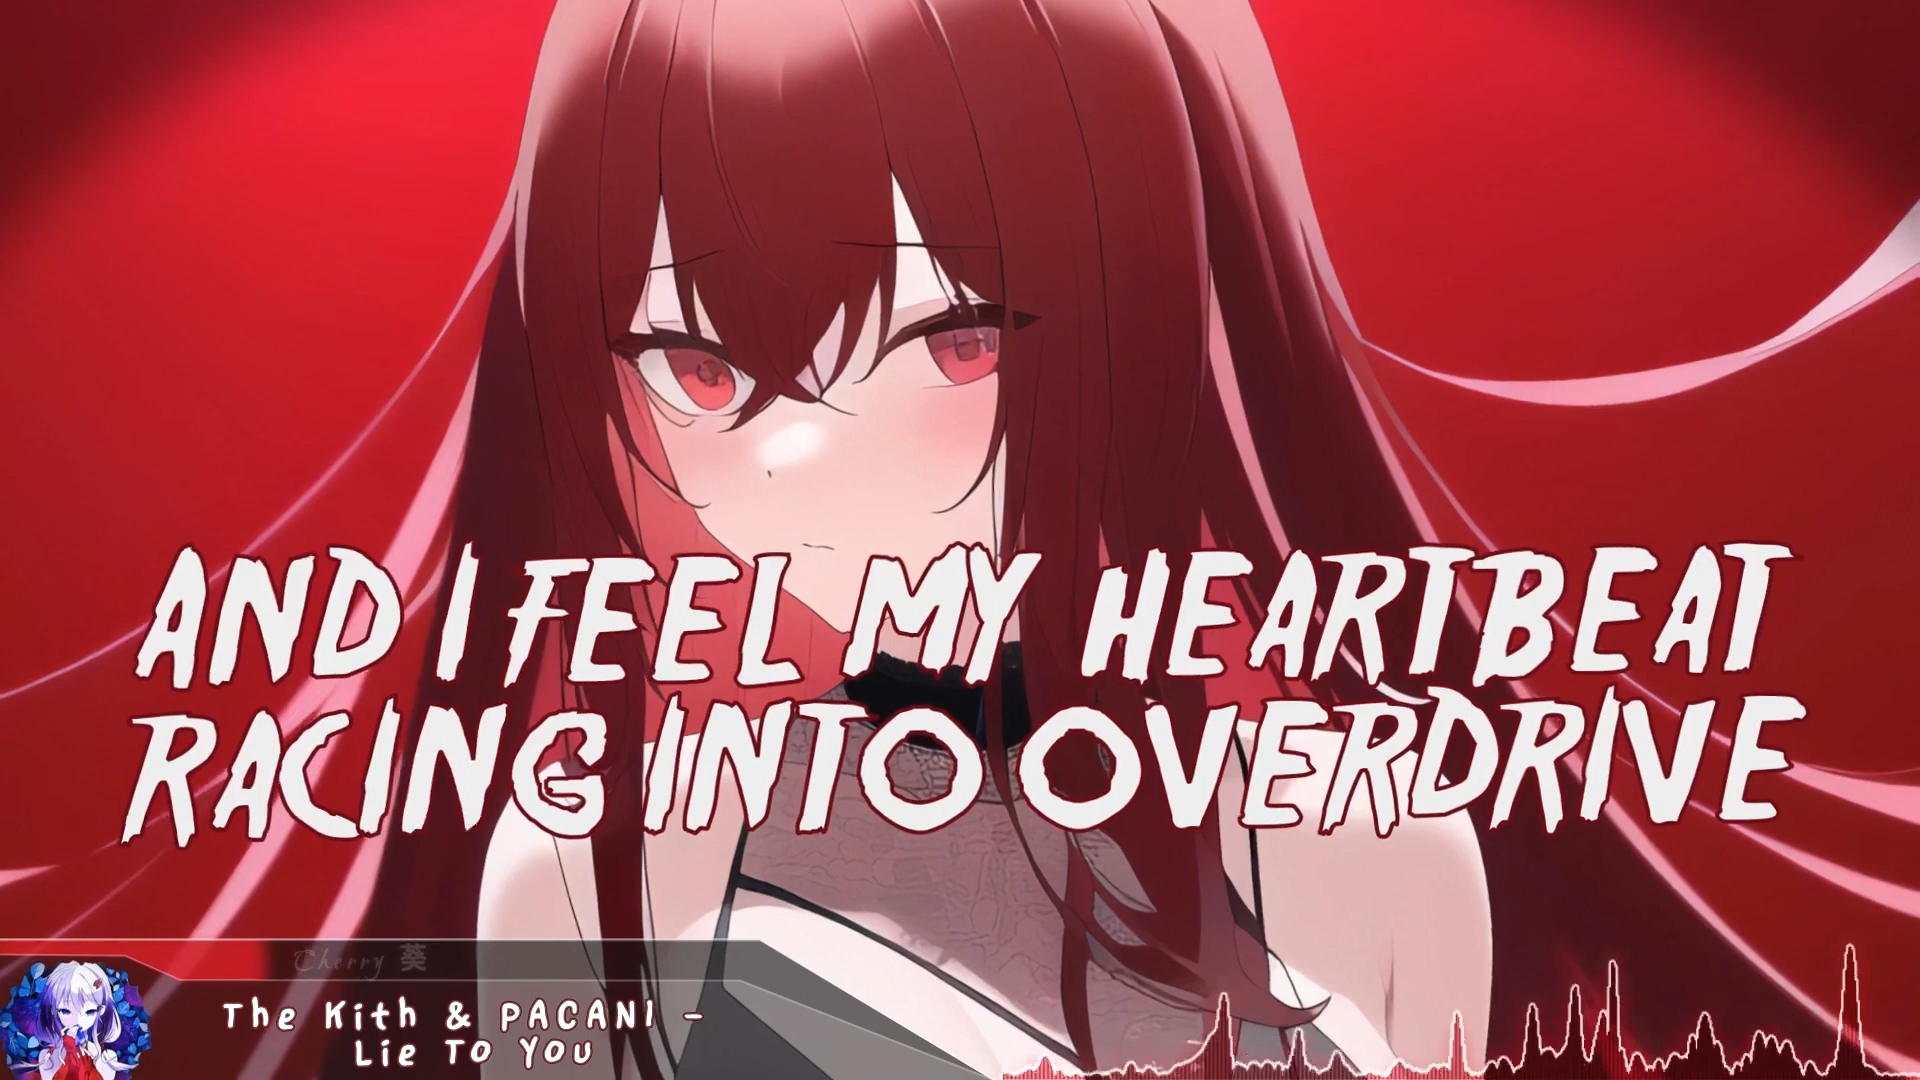 AND I FEEL MY HEARTBEAT
RACING INTO OVERDRIVE
Cherry 葵
The Kith & PACANI -
Lie To You